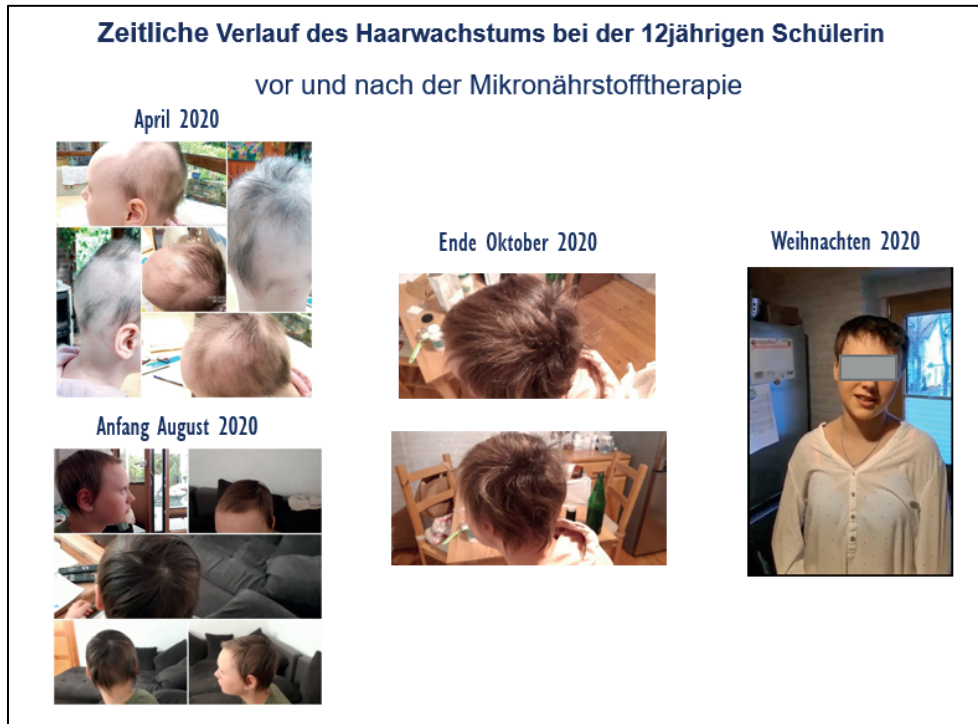 Zeitliche Verlauf des Haarwachstums bei der 12jährigen Schülerin
vor und nach der Mikronährstofftherapie
April 2020
Anfang August 2020
Ende Oktober 2020
Weihnachten 2020